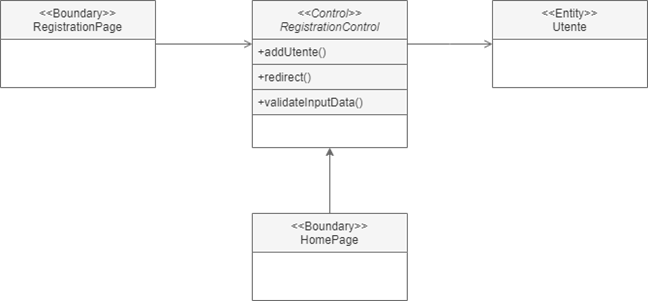 <<Boundary>>
RegistrationPage
<<Control>>
RegistrationControl
+addUtente()
+redirect()
+validateInputData()
<<Entity>>
Utente
<<Boundary>>
HomePage